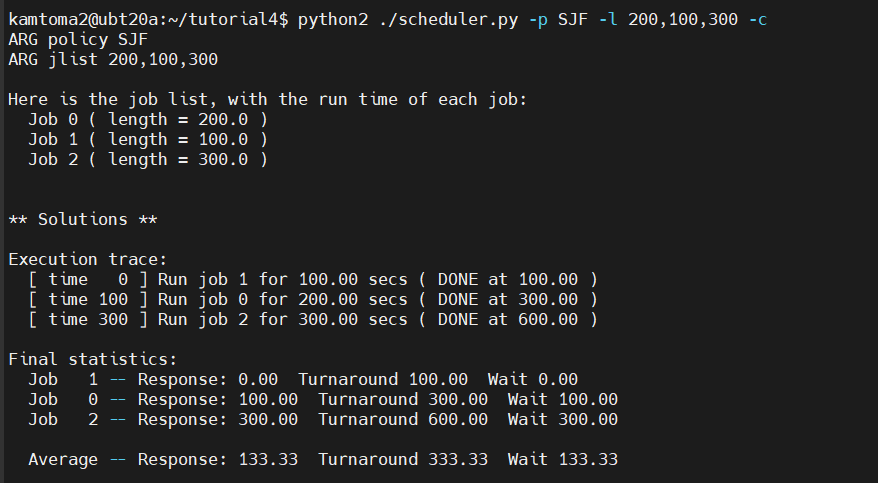 kamtoma2@ubt20a:~/tutorial4$ python2 ./scheduler.py -p SJF -l 200,100,300 -c
ARG policy SJF
ARG jlist 200,100,300

Here is the job list, with the run time of each job:
  Job 0 ( length = 200.0 )
  Job 1 ( length = 100.0 )
  Job 2 ( length = 300.0 )


** Solutions **

Execution trace:
  [ time   0 ] Run job 1 for 100.00 secs ( DONE at 100.00 )
  [ time 100 ] Run job 0 for 200.00 secs ( DONE at 300.00 )
  [ time 300 ] Run job 2 for 300.00 secs ( DONE at 600.00 )

Final statistics:
  Job   1 -- Response: 0.00  Turnaround 100.00  Wait 0.00
  Job   0 -- Response: 100.00  Turnaround 300.00  Wait 100.00
  Job   2 -- Response: 300.00  Turnaround 600.00  Wait 300.00

  Average -- Response: 133.33  Turnaround 333.33  Wait 133.33